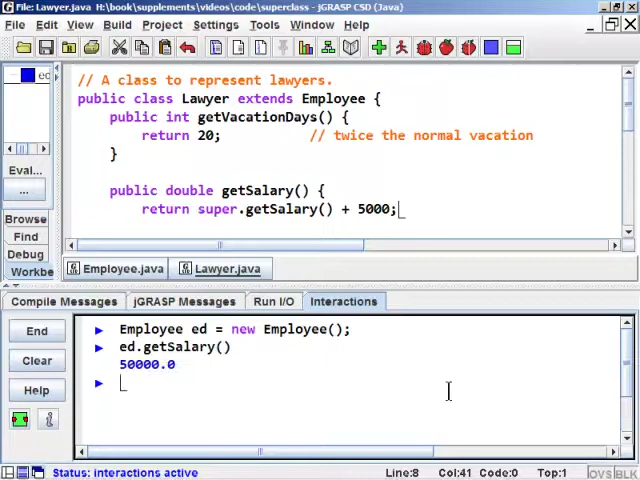 File: Lawyer.java H:\book\supplements\videos\code\superclass - jGRASP CSD (Java)
File Edit View Build Project Settings Tools Window Help
// A class to represent lawyers.
public class Lawyer extends Employee {
public int getVacationDays() {
return 20; // twice the normal vacation
}
public double getSalary() {
return super.getSalary() + 5000;
ed
Eval...
...
Browse
Find
Debug
Workbe
Employee.java Lawyer.java
Compile Messages jGRASP Messages Run I/O Interactions
End
Clear
Help
Employee ed = new Employee();
ed.getSalary()
50000.0
Status: interactions active Line:8 Col:41 Code:0 Top:1 OVS BLK